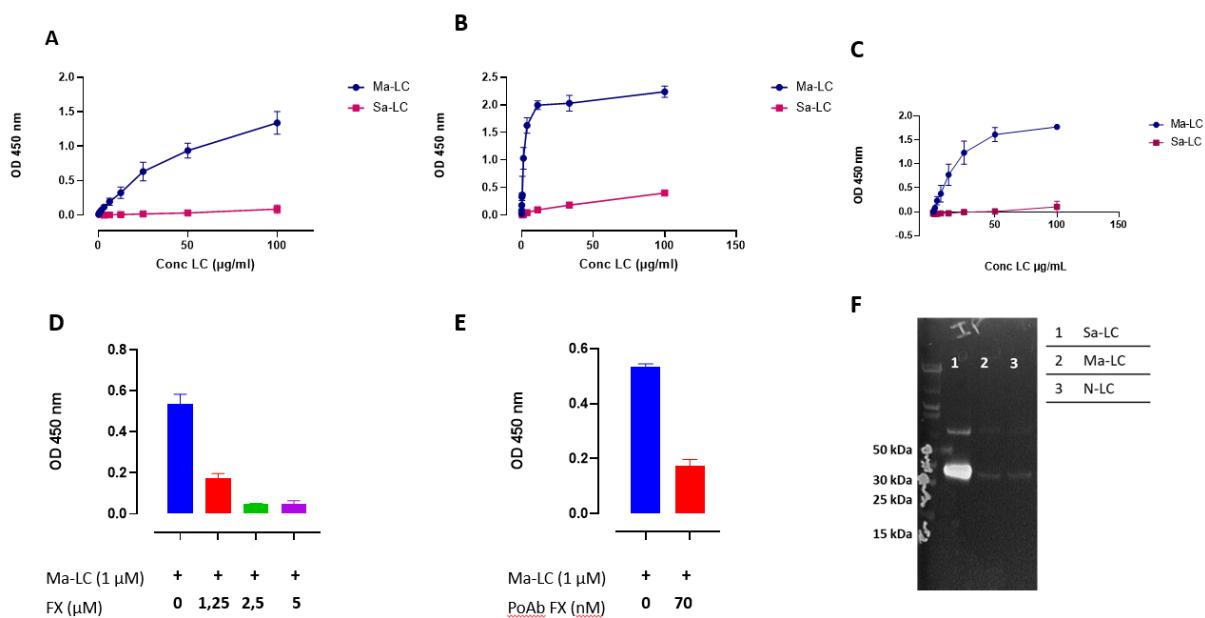 A
OD 450 nm
2.0
1.5
1.0
0.5
0.0
0
50
100
Conc LC (µg/ml)
Ma-LC
Sa-LC
B
OD 450 nm
2.5
2.0
1.5
1.0
0.5
0.0
0
50
100
150
Conc LC (µg/ml)
Ma-LC
Sa-LC
C
OD 450 nm
2.0
1.5
1.0
0.5
0.0
-0.5
50
100
Conc LC µg/mL
Ma-LC
Sa-LC
D
OD 450 nm
0.8
0.6
0.4
0.2
0.0
Ma-LC (1 µM) + + + +
FX (µM) 0 1,25 2,5 5
E
OD 450 nm
0.6
0.4
0.2
0.0
Ma-LC (1 µM) + +
PoAb FX (nM) 0 70
F
IP
1 2 3
50 kDa
30 kDa
25 kDa
15 kDa
1 Sa-LC
2 Ma-LC
3 N-LC